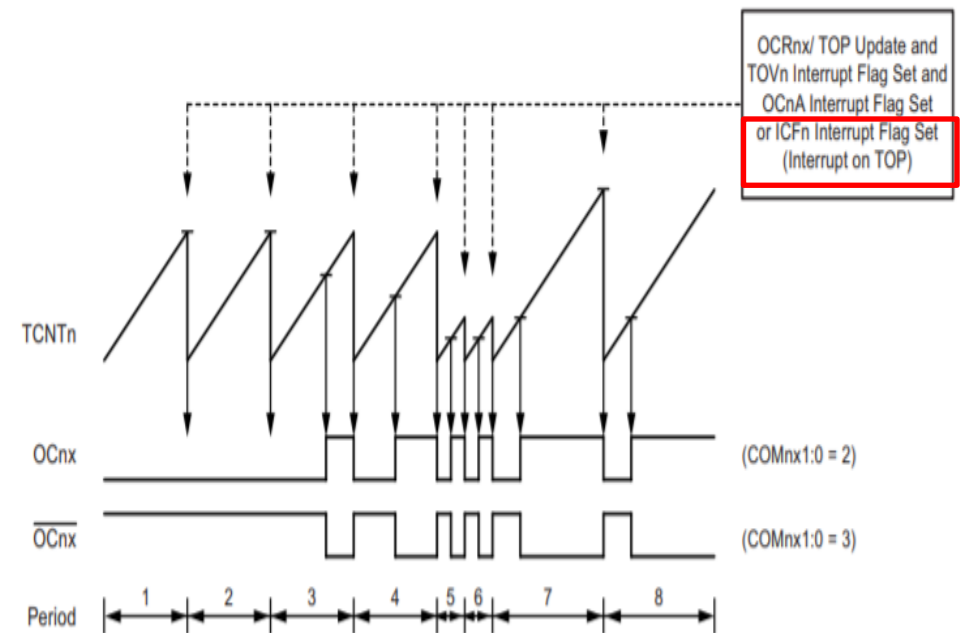 OCRnx/ TOP Update and
TOVn Interrupt Flag Set and
OCnA Interrupt Flag Set
or ICFn Interrupt Flag Set
(Interrupt on TOP)
TCNTn
OCnx
(COMnx1:0 = 2)
OCnx
(COMnx1:0 = 3)
Period
1 2 3 4 5 6 7 8